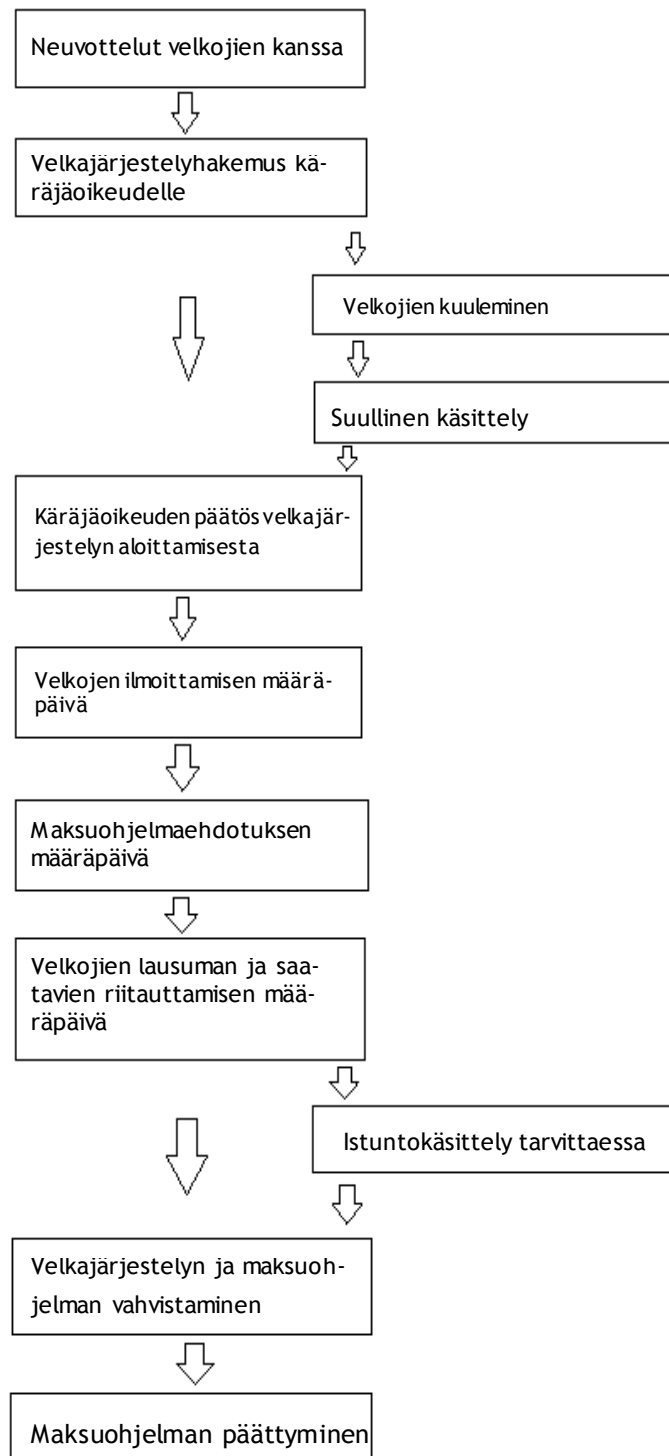 Neuvottelut velkojien kanssa
Velkajärjestelyhakemus kä-
räjäoikeudelle
Velkojien kuuleminen
Suullinen käsittely
Käräjäoikeuden päätös velkajär-
jestelyn aloittamisesta
Velkojen ilmoittamisen määrä-
päivä
Maksuohjelmaehdotuksen
määräpäivä
Velkojien lausuman ja saa-
tavien riitauttamisen mää-
räpäivä
Istuntokäsittely tarvittaessa
Velkajärjestelyn ja maksuoh-
jelman vahvistaminen
Maksuohjelman päättyminen